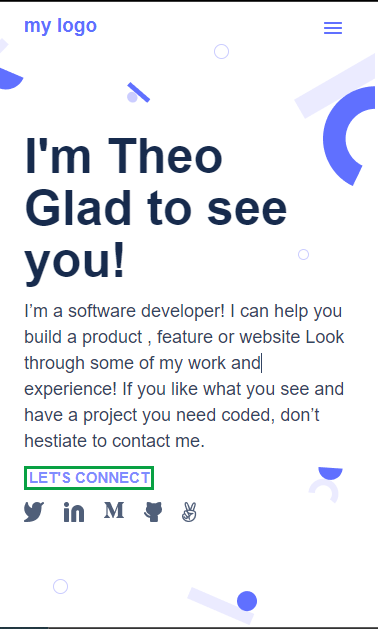 my logo
I'm Theo
Glad to see
you!
I'm a software developer! I can help you
build a product , feature or website Look
through some of my work and
experience! If you like what you see and
have a project you need coded, don't
hestiate to contact me.
LET'S CONNECT